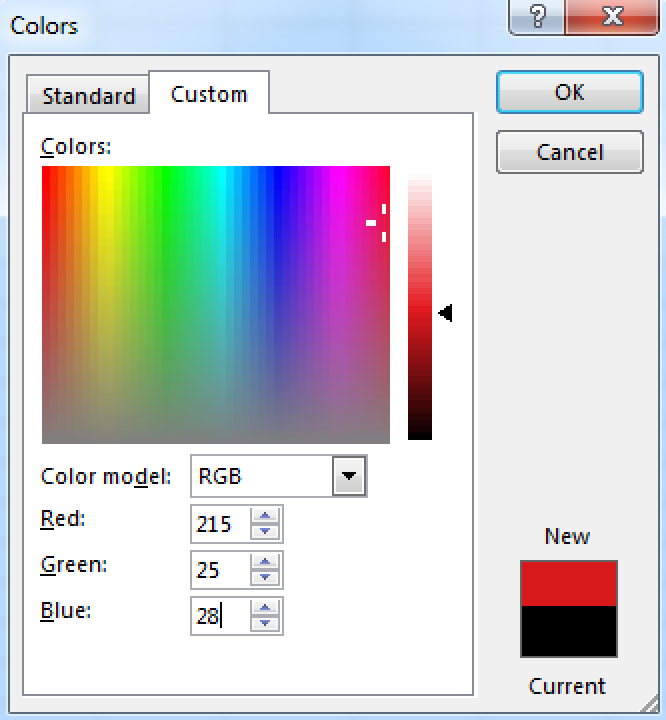 Colors
?
Standard
Custom
OK
Cancel
Colors:
Color model: RGB
Red: 215
Green: 25
Blue: 28
New
Current